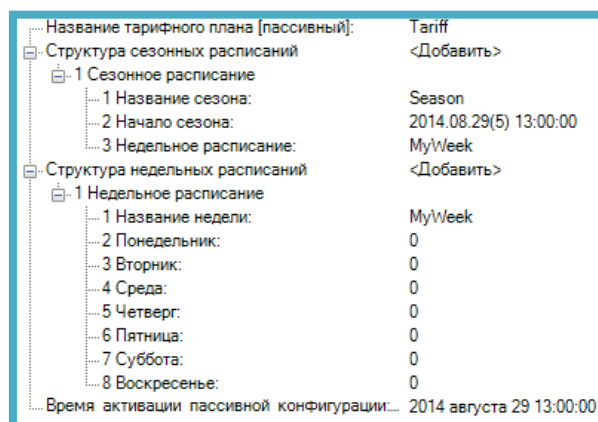 Название тарифного плана [пассивный]: Tariff
Структура сезонных расписаний <Добавить>
1 Сезонное расписание
1 Название сезона: Season
2 Начало сезона: 2014.08.29(5) 13:00:00
3 Недельное расписание: MyWeek
Структура недельных расписаний <Добавить>
1 Недельное расписание
1 Название недели: MyWeek
2 Понедельник: 0
3 Вторник: 0
4 Среда: 0
5 Четверг: 0
6 Пятница: 0
7 Суббота: 0
8 Воскресенье: 0
Время активации пассивной конфигурации:... 2014 августа 29 13:00:00